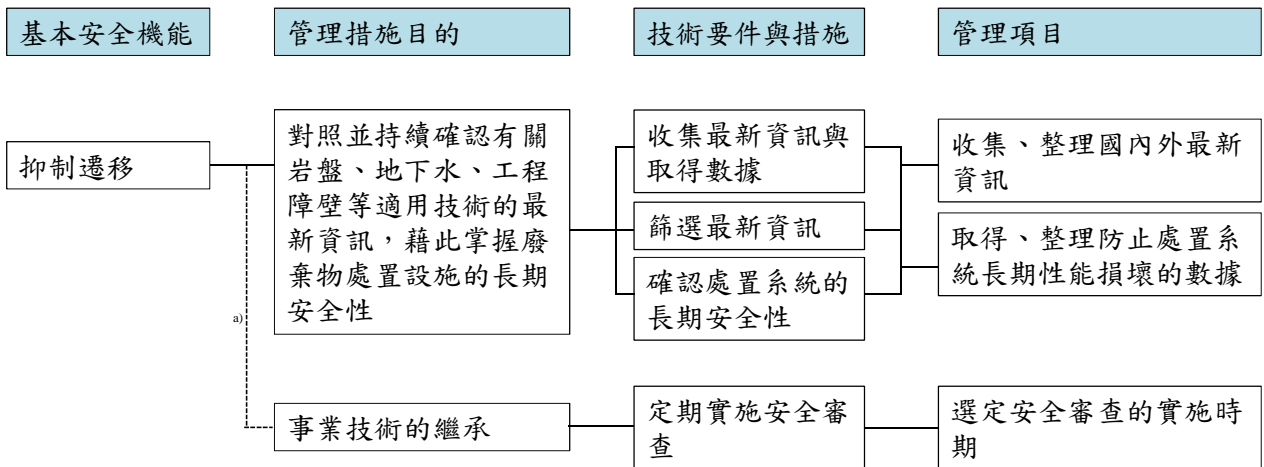 基本安全機能
管理措施目的
技術要件與措施
管理項目
抑制遷移
對照並持續確認有關
岩盤、地下水、工程
障壁等適用技術的最
新資訊，藉此掌握廢
棄物處置設施的長期
安全性
收集最新資訊與
取得數據
篩選最新資訊
確認處置系統的
長期安全性
收集、整理國內外最新
資訊
取得、整理防止處置系
統長期性能損壞的數據
a)
事業技術的繼承
定期實施安全審
查
選定安全審查的實施時
期